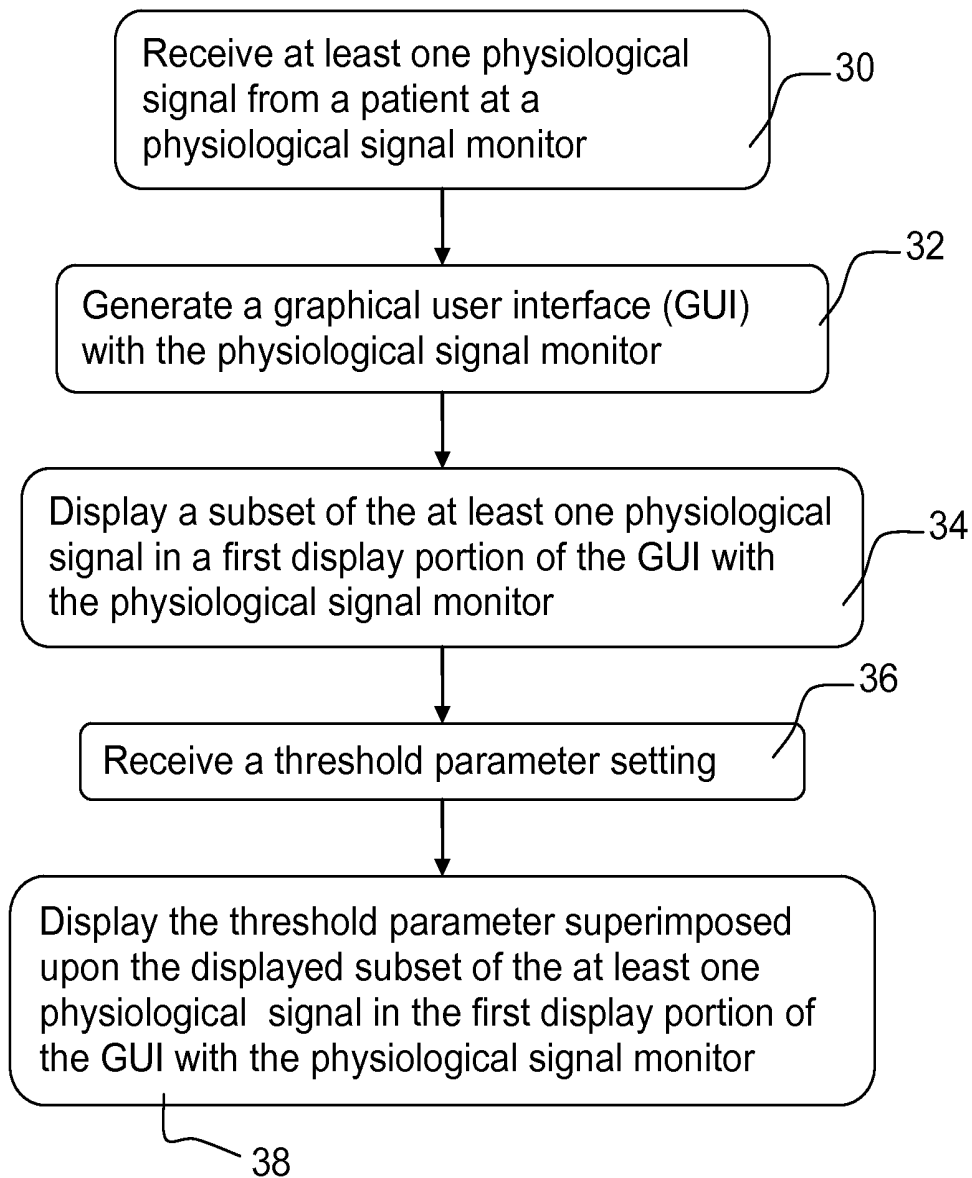 Receive at least one physiological
signal from a patient at a
physiological signal monitor
30
Generate a graphical user interface (GUI)
with the physiological signal monitor
32
Display a subset of the at least one physiological
signal in a first display portion of the GUI with
the physiological signal monitor
34
Receive a threshold parameter setting
36
Display the threshold parameter superimposed
upon the displayed subset of the at least one
physiological signal in the first display portion of
the GUI with the physiological signal monitor
38